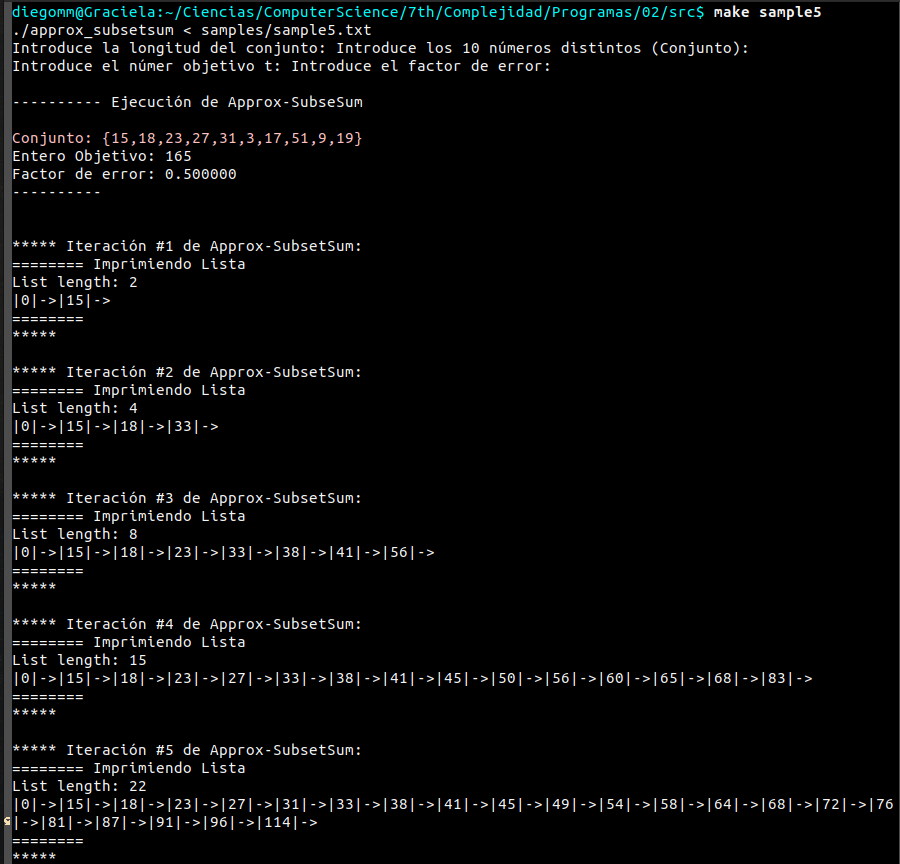 diegomm@Graciela:~/Ciencias/ComputerScience/7th/Complejidad/Programas/02/src$ make sample5
./approx_subsetsum < samples/sample5.txt
Introduce la longitud del conjunto: Introduce los 10 números distintos (Conjunto):
Introduce el númer objetivo t: Introduce el factor de error:
---------- Ejecución de Approx-SubseSum
Conjunto: {15,18,23,27,31,3,17,51,9,19}
Entero Objetivo: 165
Factor de error: 0.500000
----------
***** Iteración #1 de Approx-SubsetSum:
======== Imprimiendo Lista
List length: 2
|0|->|15|->
========
*****
***** Iteración #2 de Approx-SubsetSum:
======== Imprimiendo Lista
List length: 4
|0|->|15|->|18|->|33|->
========
*****
***** Iteración #3 de Approx-SubsetSum:
======== Imprimiendo Lista
List length: 8
|0|->|15|->|18|->|23|->|33|->|38|->|41|->|56|->
========
*****
***** Iteración #4 de Approx-SubsetSum:
======== Imprimiendo Lista
List length: 15
|0|->|15|->|18|->|23|->|27|->|33|->|38|->|41|->|45|->|50|->|56|->|60|->|65|->|68|->|83|->
========
*****
***** Iteración #5 de Approx-SubsetSum:
======== Imprimiendo Lista
List length: 22
|0|->|15|->|18|->|23|->|27|->|31|->|33|->|38|->|41|->|45|->|49|->|54|->|58|->|64|->|68|->|72|->|76
|->|81|->|87|->|91|->|96|->|114|->
========
*****